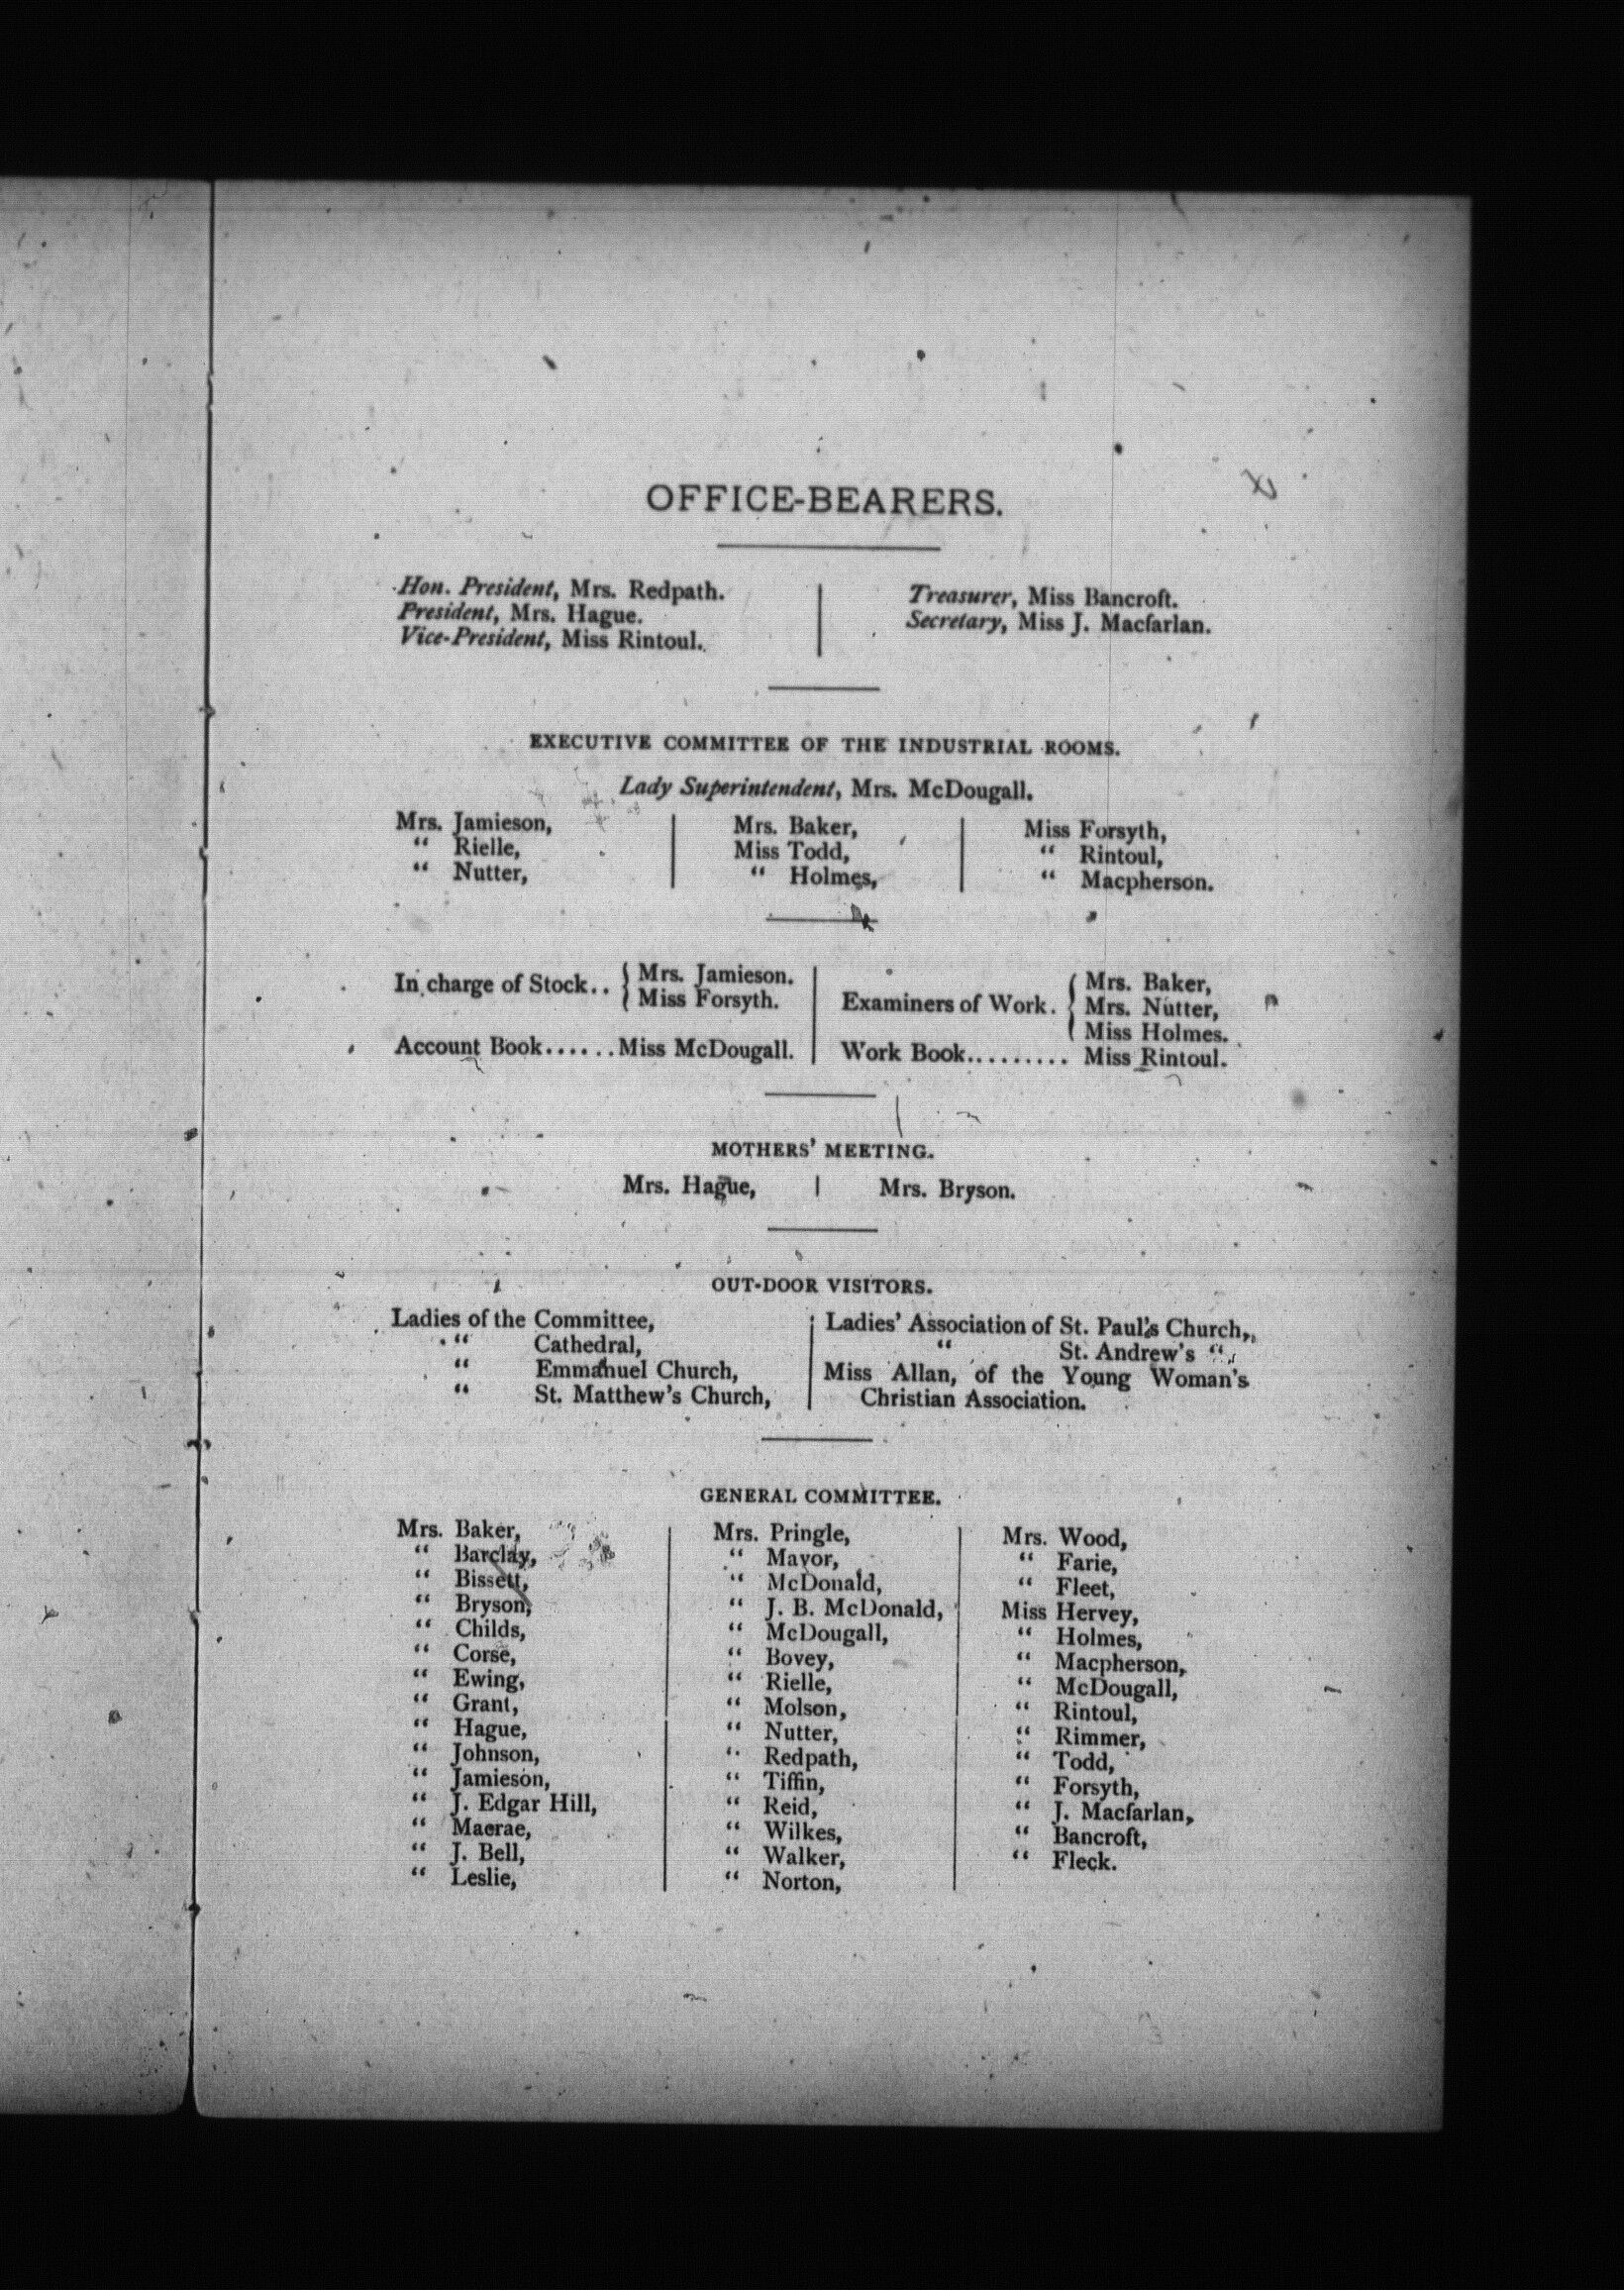 OFFICE-BEARERS.
Hon. President, Mrs. Redpath.
President, Mrs. Hague.
Vice-President, Miss Rintoul.
Treasurer, Miss Bancroft.
Secretary, Miss J. Macfarlan.
EXECUTIVE COMMITTEE OF THE INDUSTRIAL ROOMS.
Lady Superintendent, Mrs. McDougall.
Mrs. Jamieson,
“ Rielle,
“ Nutter,
Mrs. Baker,
Miss Todd,
“ Holmes,
Miss Forsyth,
“ Rintoul,
“ Macpherson.
In charge of Stock.. { Mrs. Jamieson.
Miss Forsyth.
Account Book......Miss McDougall.
Examiners of Work. { Mrs. Baker,
Mrs. Nutter,
Miss Holmes.
Work Book......... Miss Rintoul.
MOTHERS' MEETING.
Mrs. Hague, | Mrs. Bryson.
OUT-DOOR VISITORS.
Ladies of the Committee,
“ Cathedral,
“ Emmanuel Church,
“ St. Matthew's Church,
Ladies' Association of St. Paul's Church,
“ St. Andrew's “
Miss Allan, of the Young Woman's
Christian Association.
GENERAL COMMITTEE.
Mrs. Baker,
“ Barclay,
“ Bissett,
“ Bryson,
“ Childs,
“ Corse,
“ Ewing,
“ Grant,
“ Hague,
“ Johnson,
“ Jamieson,
“ J. Edgar Hill,
“ Macrae,
“ J. Bell,
“ Leslie,
Mrs. Pringle,
“ Mayor,
“ McDonald,
“ J. B. McDonald,
“ McDougall,
“ Bovey,
“ Rielle,
“ Molson,
“ Nutter,
“ Redpath,
“ Tiffin,
“ Reid,
“ Wilkes,
“ Walker,
“ Norton,
Mrs. Wood,
“ Farie,
“ Fleet,
Miss Hervey,
“ Holmes,
“ Macpherson,
“ McDougall,
“ Rintoul,
“ Rimmer,
“ Todd,
“ Forsyth,
“ J. Macfarlan,
“ Bancroft,
“ Fleck.